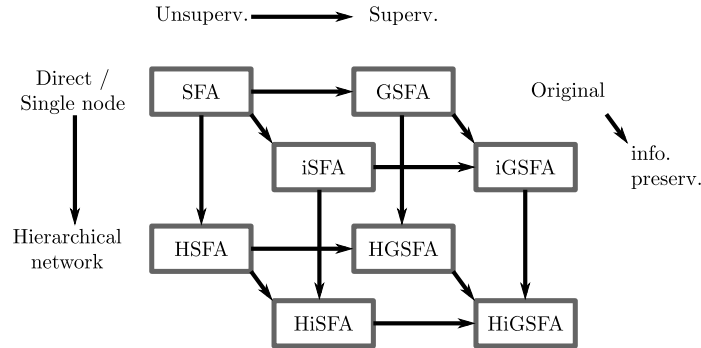 Unsuperv.
Superv.
Direct /
Single node
SFA
GSFA
Original
iSFA
iGSFA
info.
preserv.
Hierarchical
network
HSFA
HGSFA
HiSFA
HiGSFA